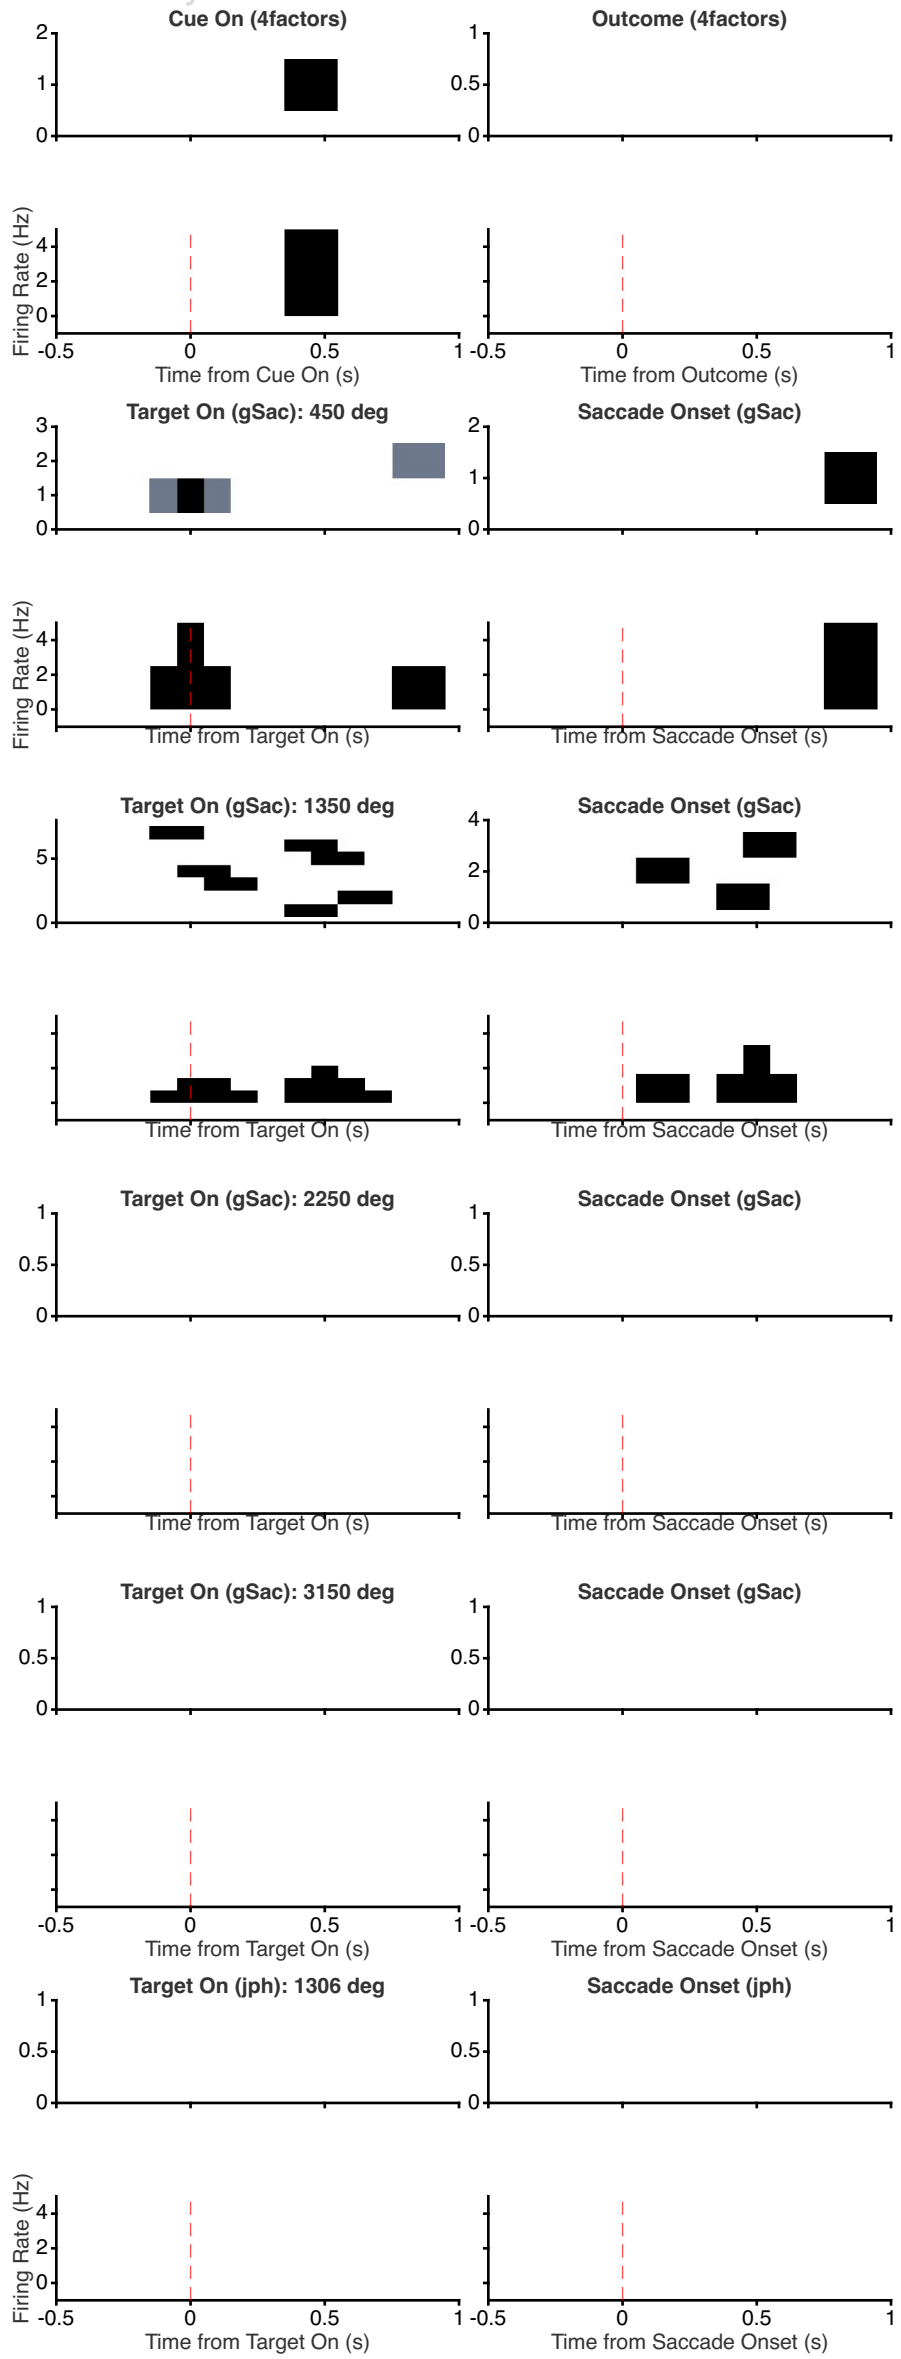 Cue On (4factors)
Outcome (4factors)
2
1
0
1
0.5
0
Firing Rate (Hz)
4
2
0
-0.5 0 0.5 1
-0.5 0 0.5 1
Time from Cue On (s)
Time from Outcome (s)
Target On (gSac): 450 deg
Saccade Onset (gSac)
3
2
1
0
2
1
0
Firing Rate (Hz)
4
2
0
Time from Target On (s)
Time from Saccade Onset (s)
Target On (gSac): 1350 deg
Saccade Onset (gSac)
5
0
4
2
0
Time from Target On (s)
Time from Saccade Onset (s)
Target On (gSac): 2250 deg
Saccade Onset (gSac)
1
0.5
0
1
0.5
0
Time from Target On (s)
Time from Saccade Onset (s)
Target On (gSac): 3150 deg
Saccade Onset (gSac)
1
0.5
0
1
0.5
0
-0.5 0 0.5 1
-0.5 0 0.5 1
Time from Target On (s)
Time from Saccade Onset (s)
Target On (jph): 1306 deg
Saccade Onset (jph)
1
0.5
0
1
0.5
0
Firing Rate (Hz)
4
2
0
-0.5 0 0.5 1
-0.5 0 0.5 1
Time from Target On (s)
Time from Saccade Onset (s)